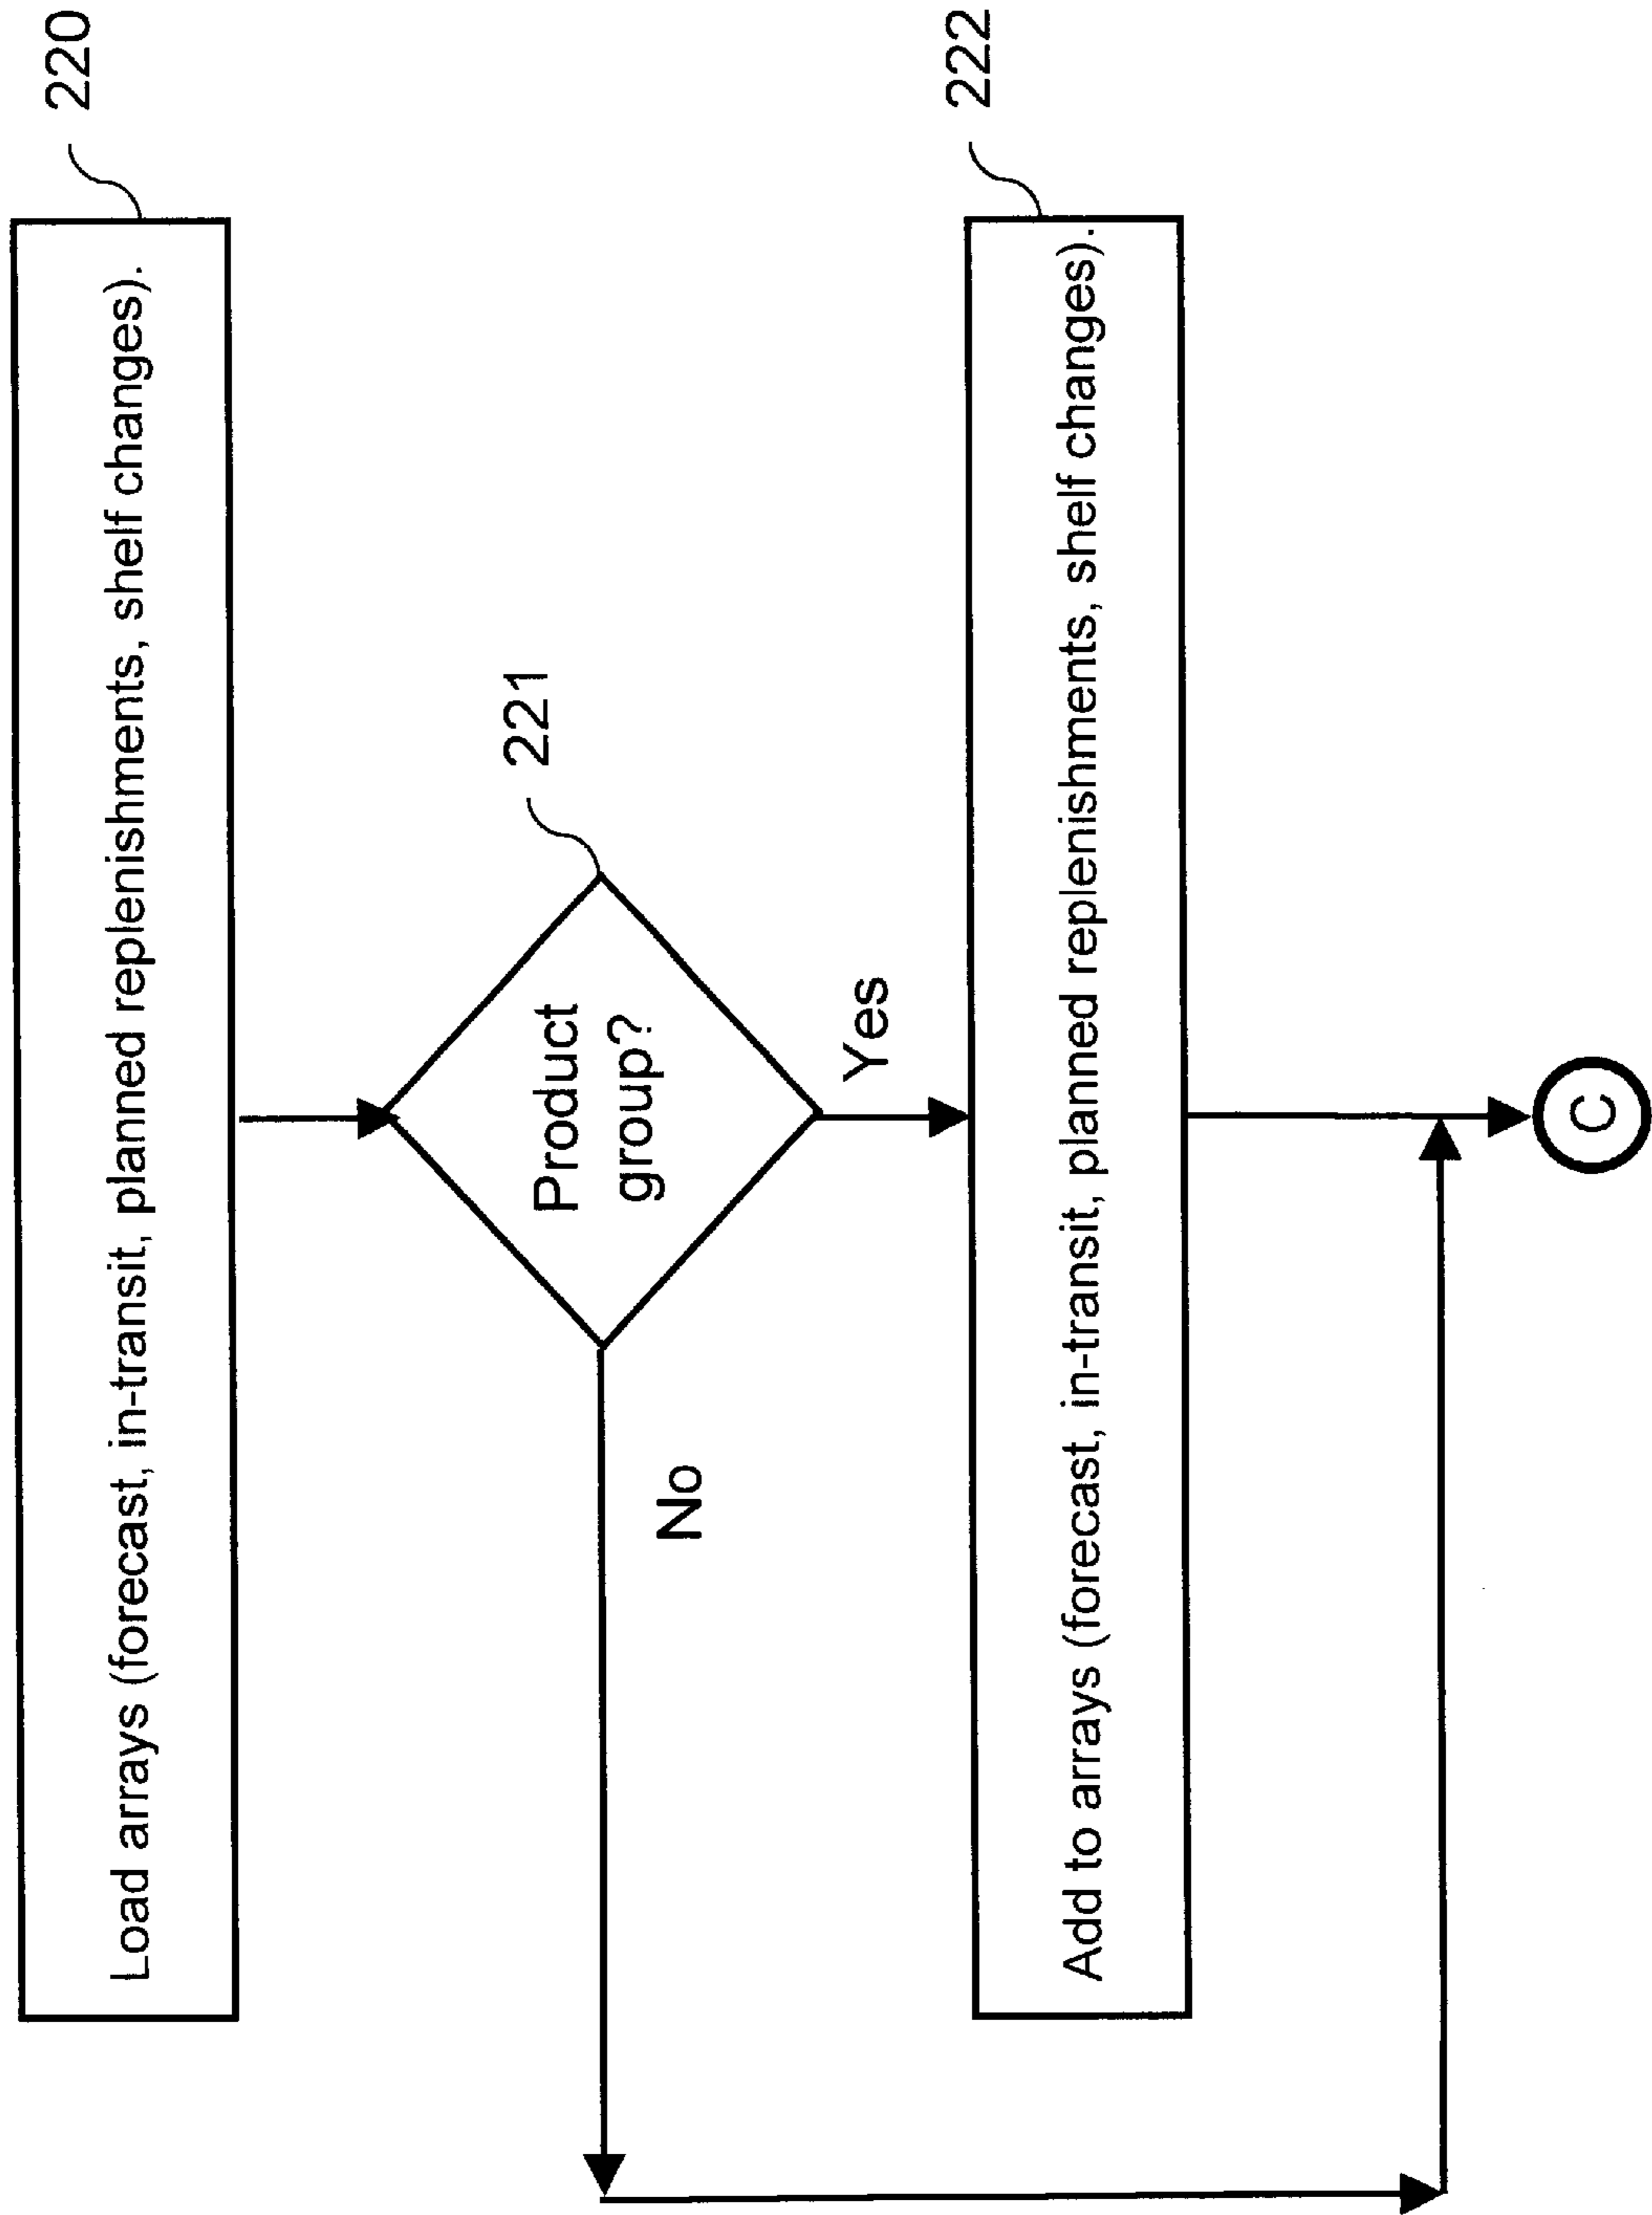 220
Load arrays (forecast, in-transit, planned replenishments, shelf changes).
221
Product
group?
No
Yes
222
Add to arrays (forecast, in-transit, planned replenishments, shelf changes).
C